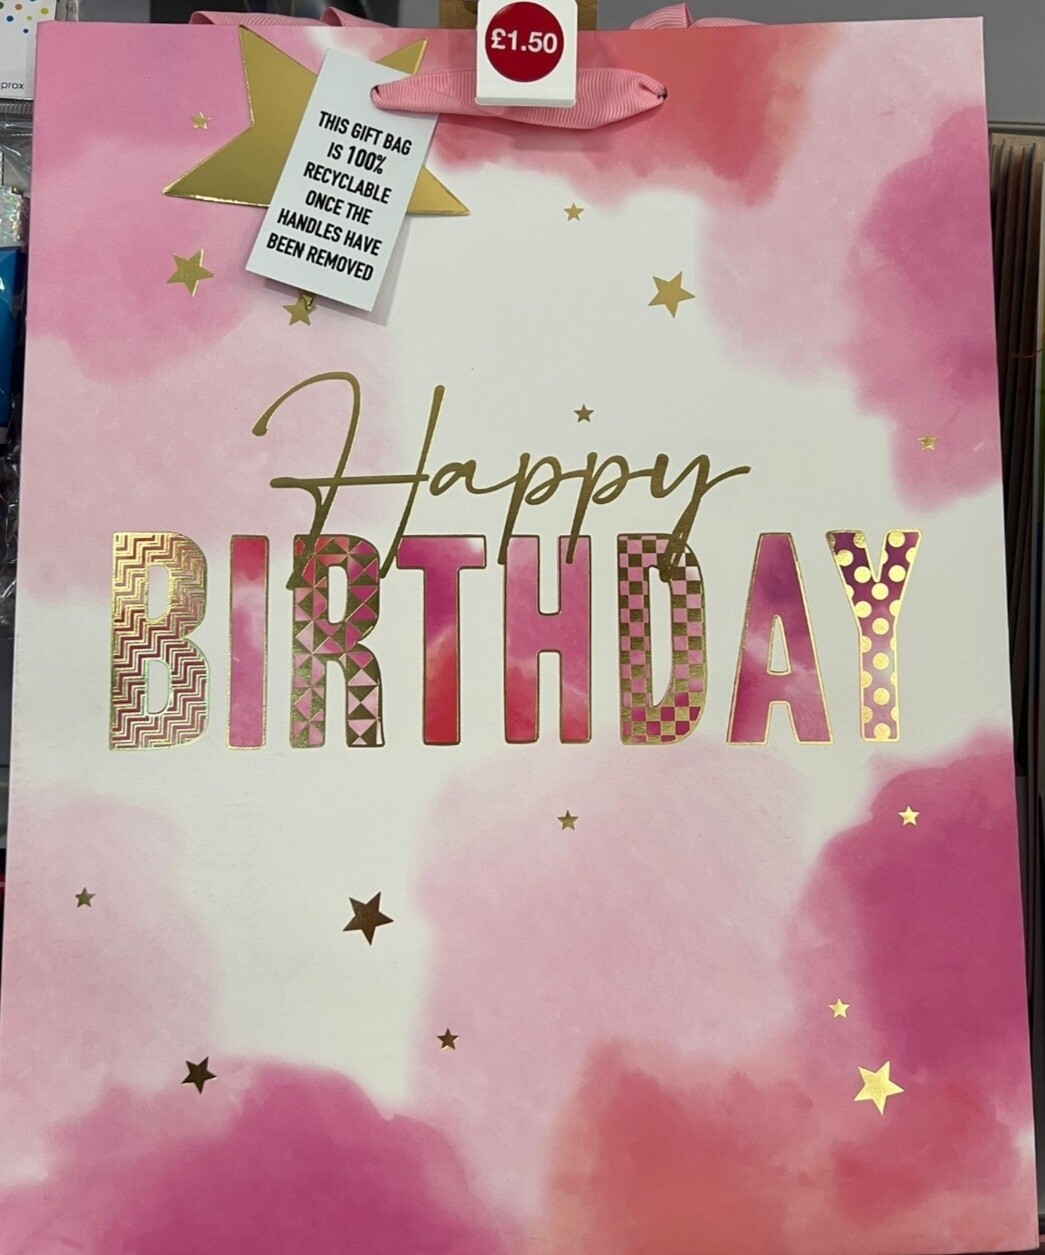 £1.50
THIS GIFT BAG
IS 100%
RECYCLABLE
ONCE THE
HANDLES HAVE
BEEN REMOVED
Happy
BIRTHDAY